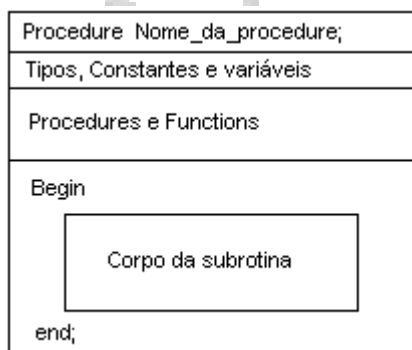 Procedure Nome_da_procedure;
Tipos, Constantes e variáveis
Procedures e Functions
Begin
Corpo da subrotina
end;